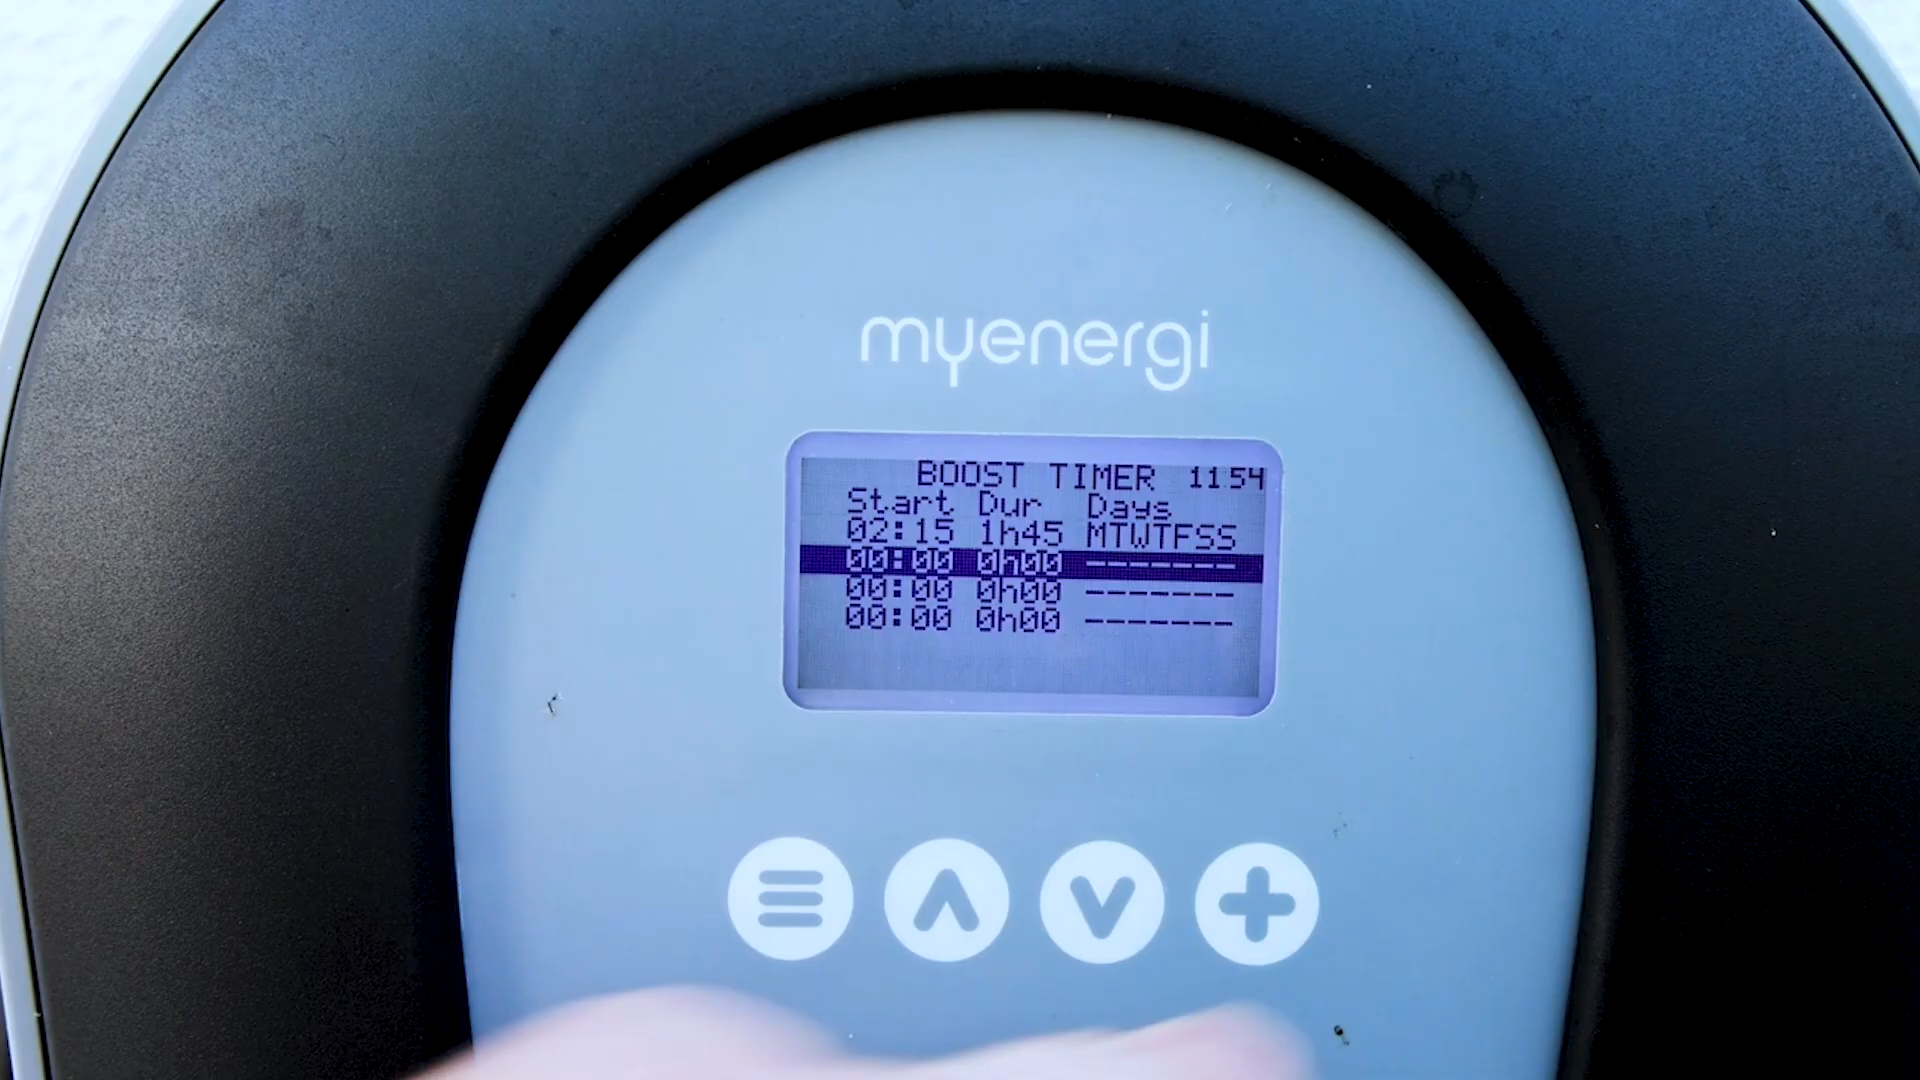 myenergi
BOOST TIMER 11:54
Start Dur Days
02:15 1h45 MTWTFSS
00:00 0h00 -------
00:00 0h00 -------
00:00 0h00 -------